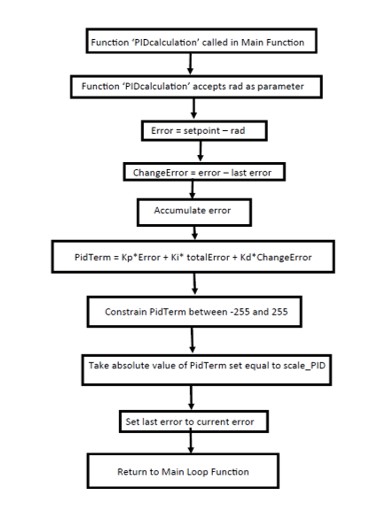 Function 'PIDcalculation' called in Main Function
Function 'PIDcalculation' accepts rad as parameter
Error = setpoint – rad
ChangeError = error – last error
Accumulate error
PidTerm = Kp*Error + Ki* totalError + Kd*ChangeError
Constrain PidTerm between -255 and 255
Take absolute value of PidTerm set equal to scale_PID
Set last error to current error
Return to Main Loop Function